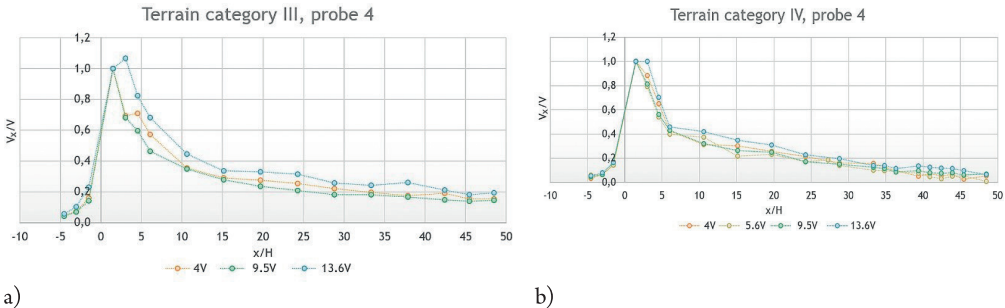 Terrain category III, probe 4
1,2
1,0
0,8
0,6
0,4
0,2
0,0
Vx/V
-10 -5 0 5 10 15 20 25 30 35 40 45 50
x/H
4V 9.5V 13.6V
a)
Terrain category IV, probe 4
1,2
1,0
0,8
0,6
0,4
0,2
0,0
Vx/V
-10 -5 0 5 10 15 20 25 30 35 40 45 50
x/H
4V 5.6V 9.5V 13.6V
b)